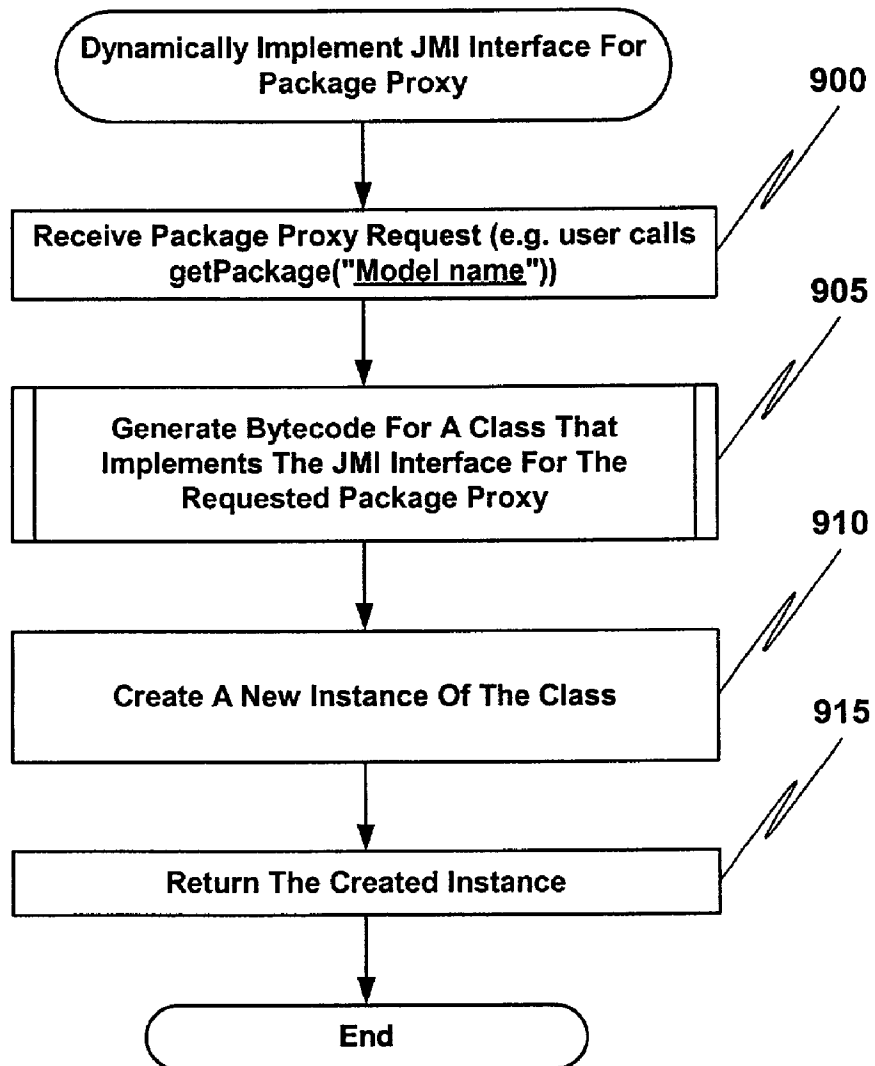 Dynamically Implement JMI Interface For
Package Proxy
900
Receive Package Proxy Request (e.g. user calls
getPackage("Model name"))
905
Generate Bytecode For A Class That
Implements The JMI Interface For The
Requested Package Proxy
910
Create A New Instance Of The Class
915
Return The Created Instance
End